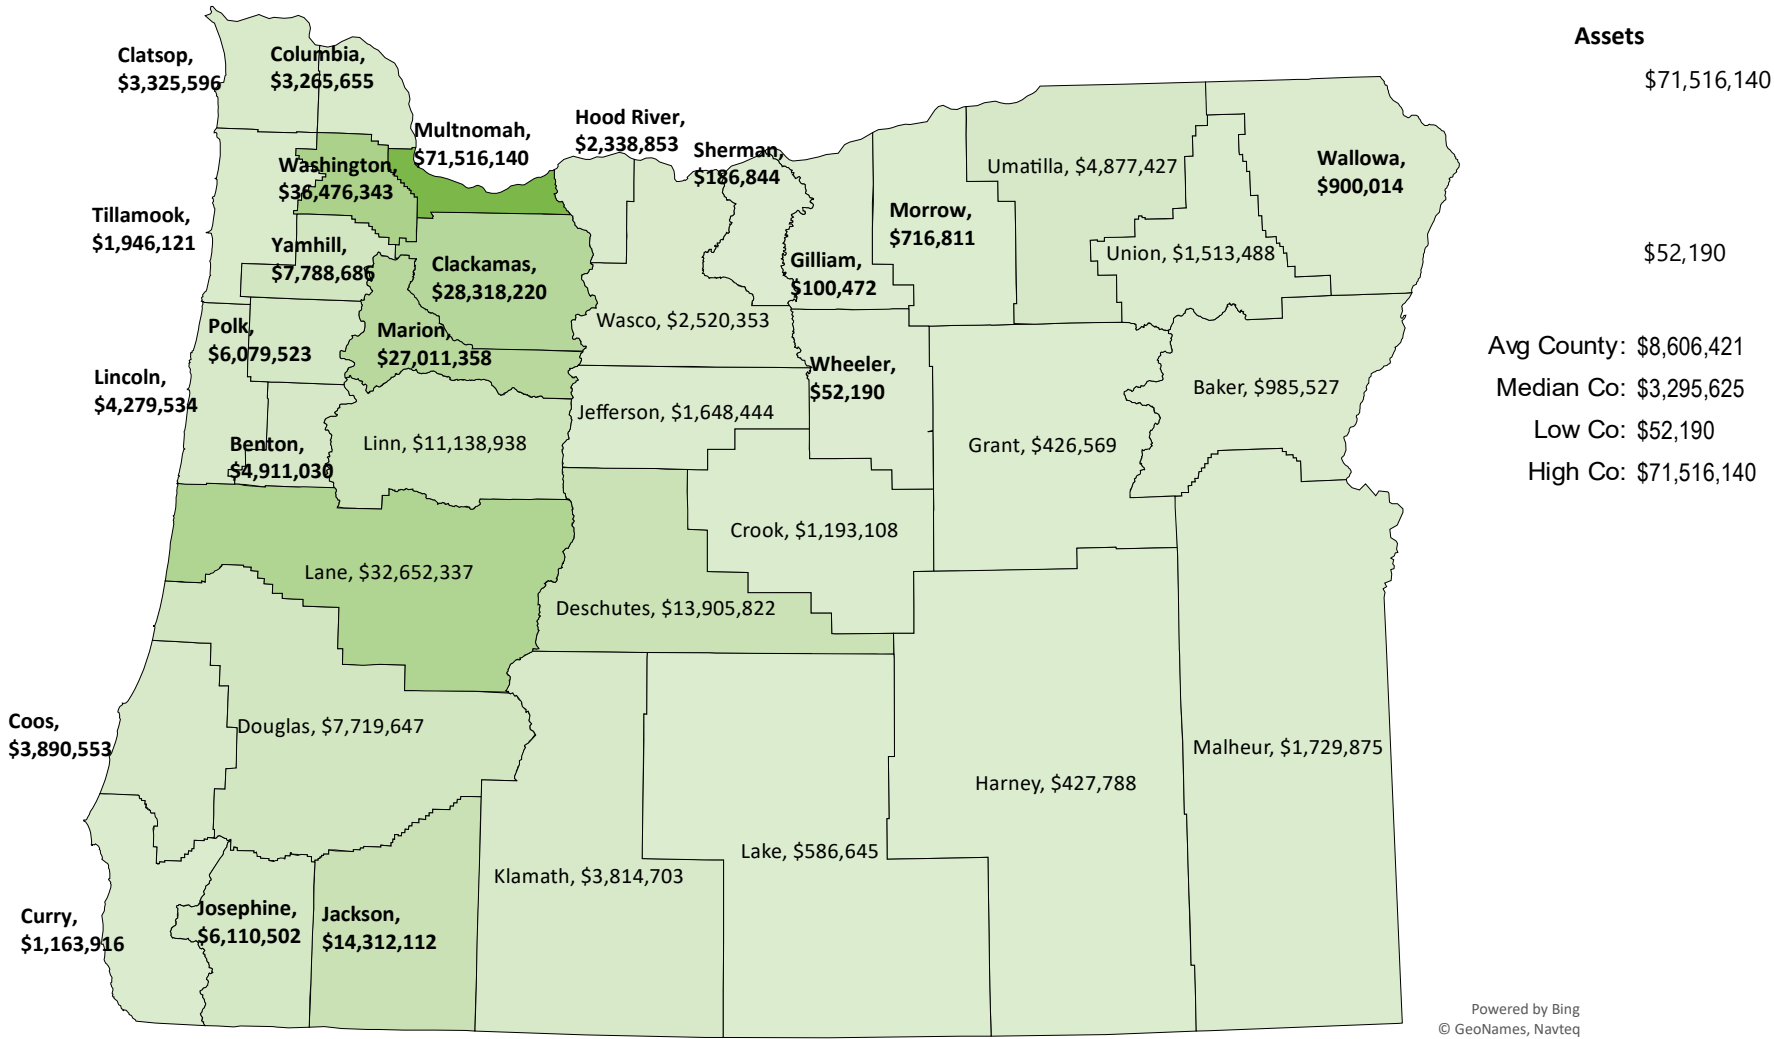 Clatsop,
$3,325,596
Columbia,
$3,265,655
Multnomah,
$71,516,140
Hood River,
$2,338,853
Sherman,
$186,844
Washington,
$36,476,343
Umatilla, $4,877,427
Wallowa,
$900,014
Tillamook,
$1,946,121
Yamhill,
$7,788,686
Clackamas,
$28,318,220
Morrow,
$716,811
Gilliam,
$100,472
Union, $1,513,488
Polk,
$6,079,523
Marion,
$27,011,358
Wasco, $2,520,353
Wheeler,
$52,190
Lincoln,
$4,279,534
Jefferson, $1,648,444
Baker, $985,527
Benton,
$4,911,030
Linn, $11,138,938
Grant, $426,569
Crook, $1,193,108
Lane, $32,652,337
Deschutes, $13,905,822
Coos,
$3,890,553
Douglas, $7,719,647
Harney, $427,788
Malheur, $1,729,875
Lake, $586,645
Klamath, $3,814,703
Curry,
$1,163,916
Josephine,
$6,110,502
Jackson,
$14,312,112
Assets
$71,516,140
$52,190
Avg County: $8,606,421
Median Co: $3,295,625
Low Co: $52,190
High Co: $71,516,140
Powered by Bing
© GeoNames, Navteq